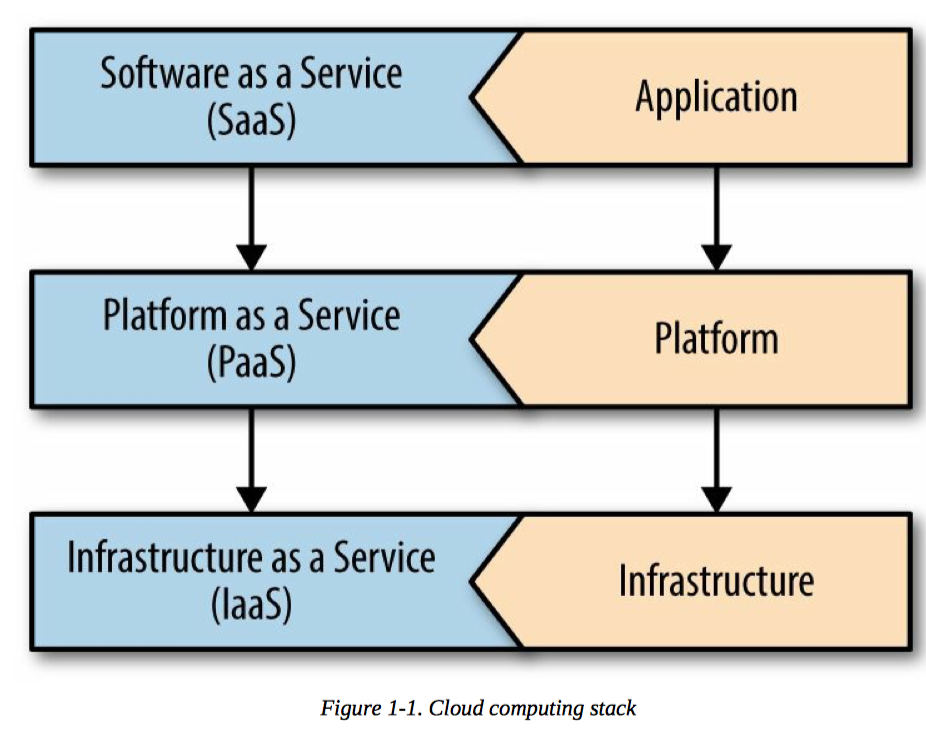 Software as a Service
(SaaS)
Application
Platform as a Service
(PaaS)
Platform
Infrastructure as a Service
(IaaS)
Infrastructure
Figure 1-1. Cloud computing stack